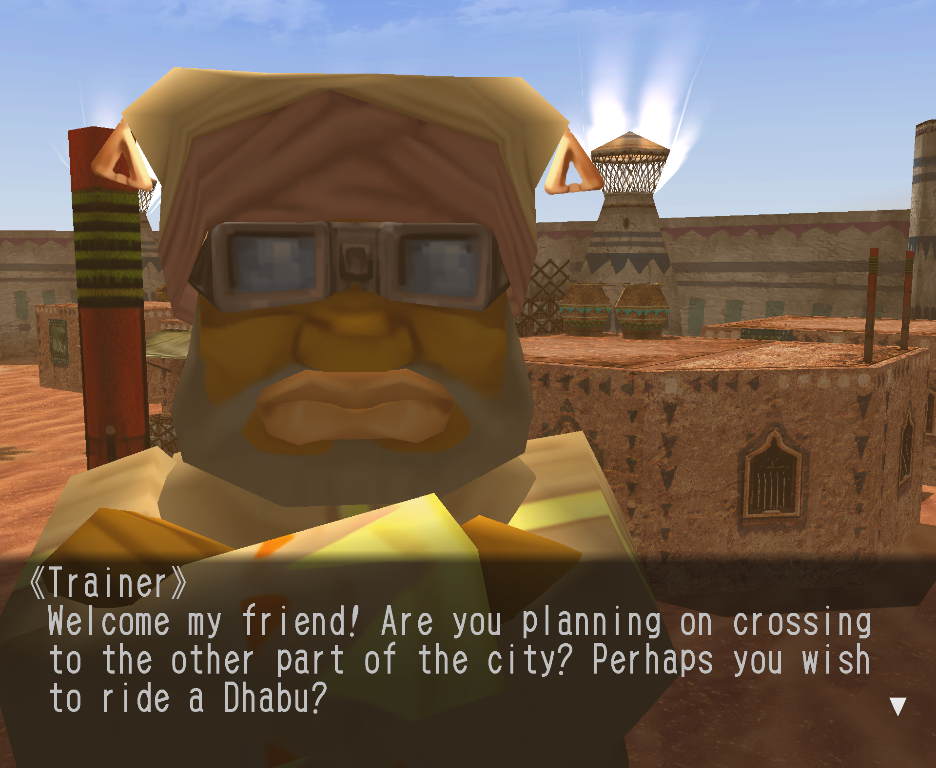 《Trainer》
Welcome my friend! Are you planning on crossing
to the other part of the city? Perhaps you wish
to ride a Dhabu?